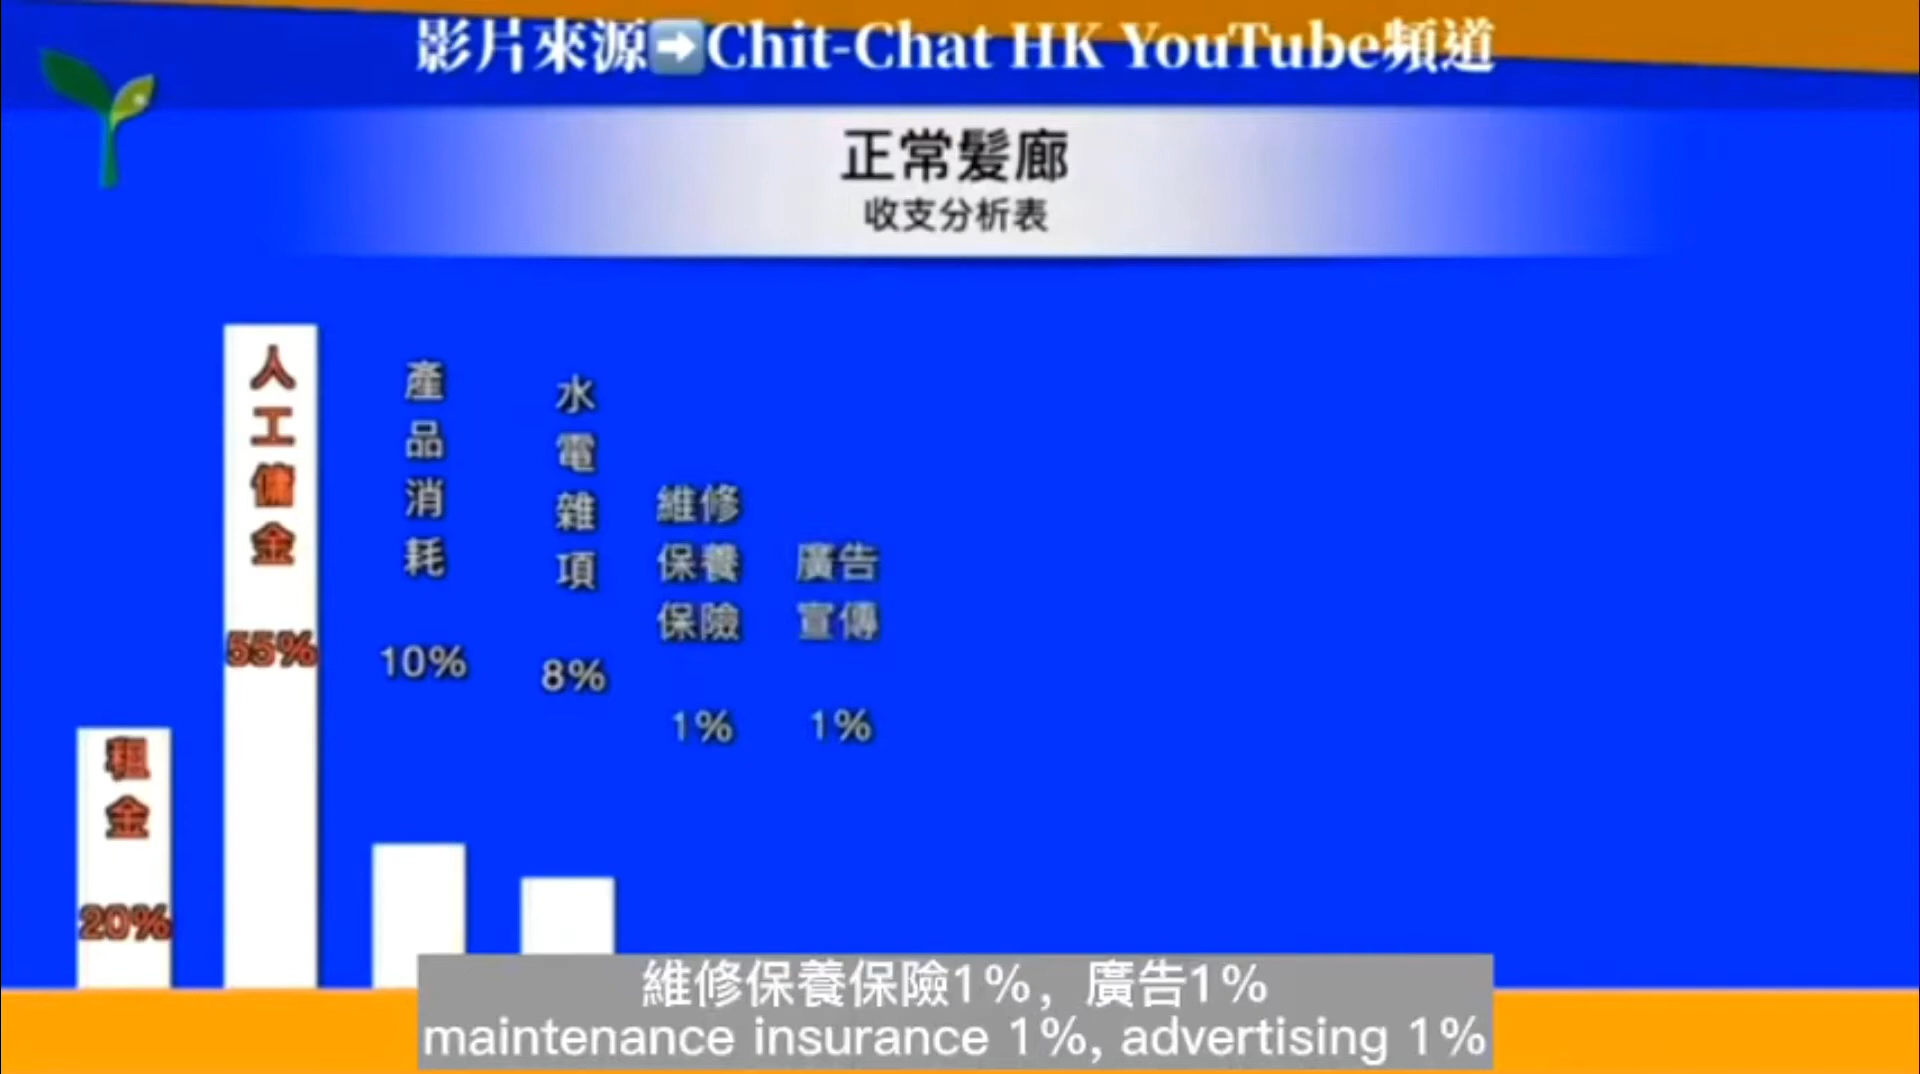 影片來源➡Chit-Chat HK YouTube頻道
正常髮廊
收支分析表
租金
20%
人工傭金
55%
產品消耗
10%
水電雜項
8%
維修
保養
保險
1%
廣告
宣傳
1%
維修保養保險1%，廣告1%
maintenance insurance 1%, advertising 1%